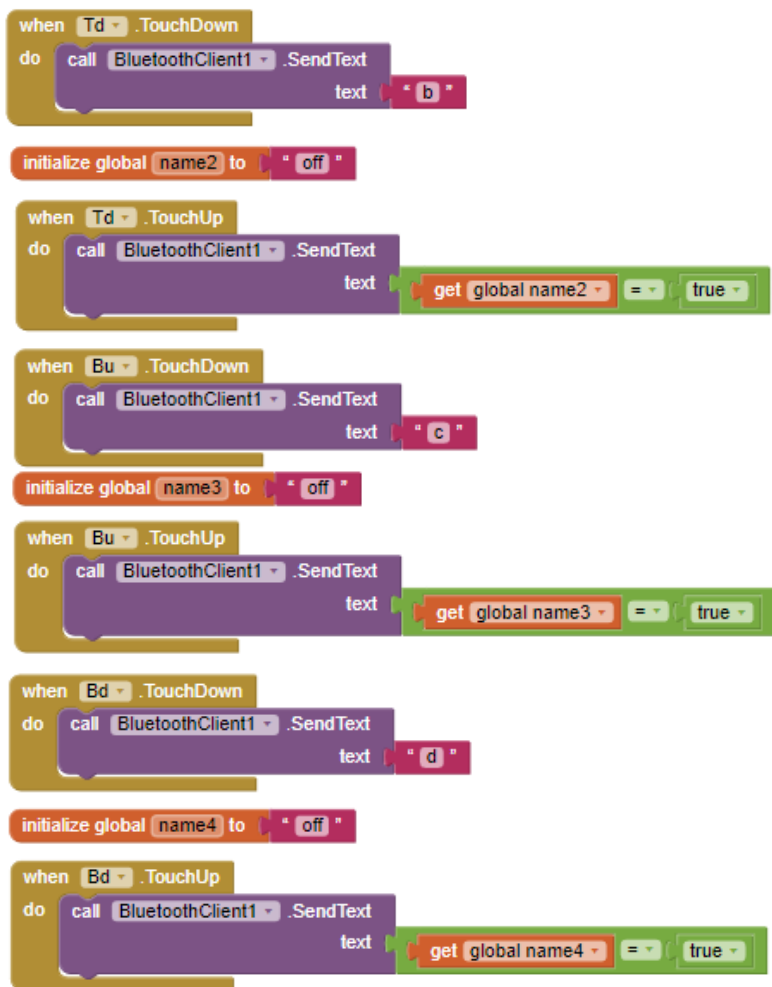 when Td .TouchDown
do call BluetoothClient1 .SendText
text " b "
initialize global name2 to " off "
when Td .TouchUp
do call BluetoothClient1 .SendText
text get global name2 = true
when Bu .TouchDown
do call BluetoothClient1 .SendText
text " c "
initialize global name3 to " off "
when Bu .TouchUp
do call BluetoothClient1 .SendText
text get global name3 = true
when Bd .TouchDown
do call BluetoothClient1 .SendText
text " d "
initialize global name4 to " off "
when Bd .TouchUp
do call BluetoothClient1 .SendText
text get global name4 = true